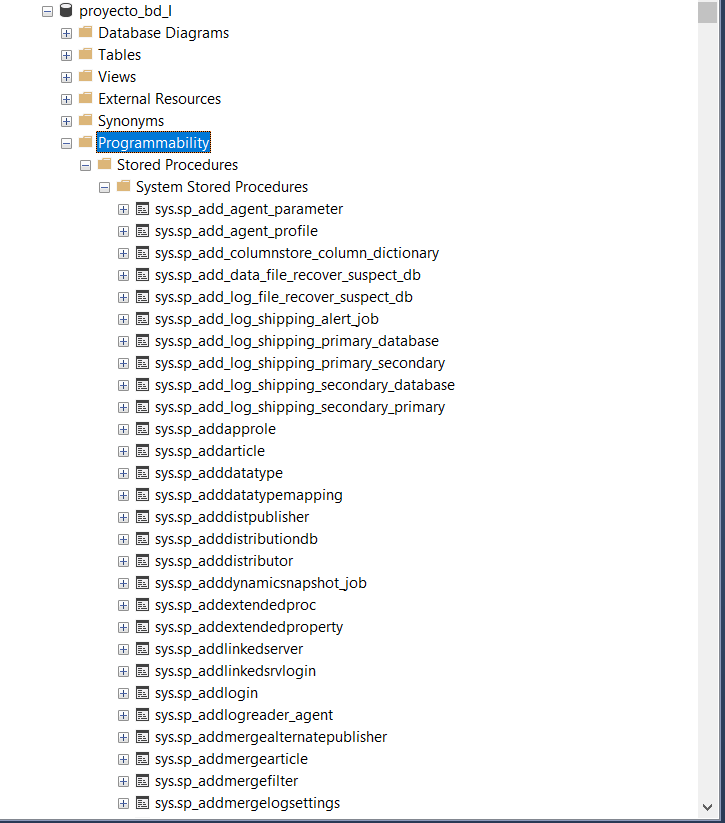 proyecto_bd_I
Database Diagrams
Tables
Views
External Resources
Synonyms
Programmability
Stored Procedures
System Stored Procedures
sys.sp_add_agent_parameter
sys.sp_add_agent_profile
sys.sp_add_columnstore_column_dictionary
sys.sp_add_data_file_recover_suspect_db
sys.sp_add_log_file_recover_suspect_db
sys.sp_add_log_shipping_alert_job
sys.sp_add_log_shipping_primary_database
sys.sp_add_log_shipping_primary_secondary
sys.sp_add_log_shipping_secondary_database
sys.sp_add_log_shipping_secondary_primary
sys.sp_addapprole
sys.sp_addarticle
sys.sp_adddatatype
sys.sp_adddatatypemapping
sys.sp_adddistpublisher
sys.sp_adddistributiondb
sys.sp_adddistributor
sys.sp_adddynamicsnapshot_job
sys.sp_addextendedproc
sys.sp_addextendedproperty
sys.sp_addlinkedserver
sys.sp_addlinkedsrvlogin
sys.sp_addlogin
sys.sp_addlogreader_agent
sys.sp_addmergealternatepublisher
sys.sp_addmergearticle
sys.sp_addmergefilter
sys.sp_addmergelogsettings